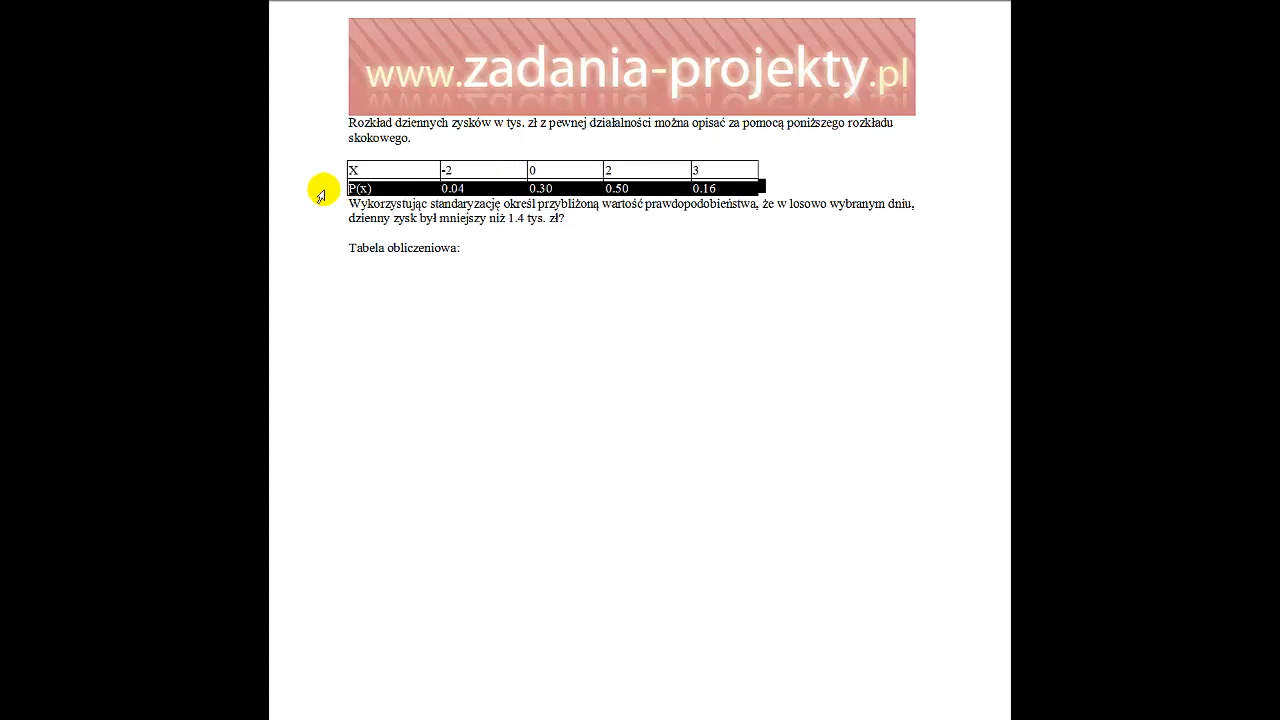 www.zadania-projekty.pl
Rozkład dziennych zysków w tys. zł z pewnej działalności można opisać za pomocą poniższego rozkładu
skokowego.
X -2 0 2 3
P(x) 0.04 0.30 0.50 0.16
Wykorzystując standaryzację określ przybliżoną wartość prawdopodobieństwa, że w losowo wybranym dniu,
dzienny zysk był mniejszy niż 1.4 tys. zł?
Tabela obliczeniowa: